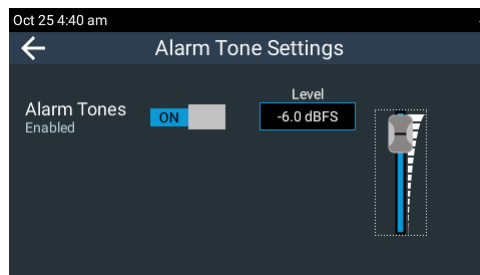 Oct 25 4:40 am
Alarm Tone Settings
Level
Alarm Tones
ON
-6.0 dBFS
Enabled